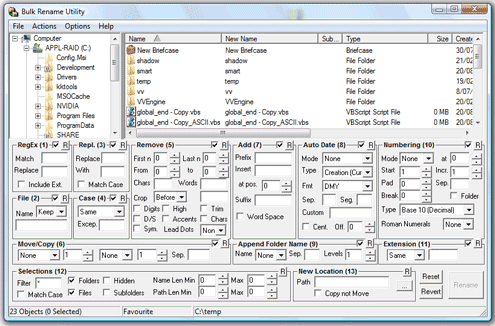 Bulk Rename Utility
File Actions Options Help
Computer
APPL-RAID (C:)
Config.Msi
Development
Drivers
kktools
MSOCache
NVIDIA
Program Files
ProgramData
SHARE
Name New Name Sub... Type Size Create
New Briefcase New Briefcase Briefcase 30/07
shadow shadow File Folder 21/02
smart smart File Folder 20/08
temp temp File Folder
vv vv File Folder 8/07/
VVEngine VVEngine File Folder 20/08
global_end - Copy.vbs global_end - Copy.vbs VBScript Script File 0 MB
global_end - Copy_ASCII.vbs global_end - Copy_ASCII.vbs VBScript Script File 0 MB
RegEx (1) R
Match
Replace
Include Ext.
Repl. (3) R
Replace
With
Match Case
Remove (5) R
First n 0 Last n 0
From 0 to 0
Chars Words
Crop Before
Digits High Trim
D/S Accents Chars
Sym. Lead Dots Non
Add (7) R
Prefix
Insert
at pos. 0
Suffix
Word Space
Auto Date (8) R
Mode None
Type Creation (Cur
Fmt DMY
Sep. Seg.
Custom
Cent. Off. 0
Numbering (10) R
Mode None at 0
Start 1 Incr. 1
Pad 0 Sep.
Break 0 Folder
Type Base 10 (Decimal)
Roman Numerals None
File (2) R
Name Keep
Case (4) R
Same
Excep.
Move/Copy (6) R
None 1 None 1 Sep.
Append Folder Name (9) R
Name None Sep. Levels 1
Extension (11) R
Same
Selections (12) R
Filter * Folders Hidden Name Len Min 0 Max 0
Match Case Files Subfolders Path Len Min 0 Max 0
New Location (13) R
Path ...
Copy not Move
Reset
Revert
Rename
23 Objects (0 Selected) Favourite C:\temp